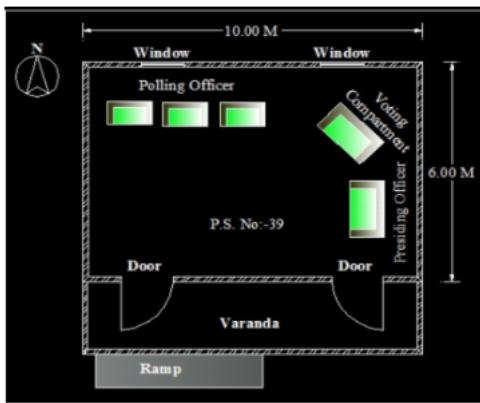 10.00 M
N
Window
Window
Polling Officer
Voting
Compartment
6.00 M
Presiding Officer
P.S. No:-39
Door
Door
Varanda
Ramp